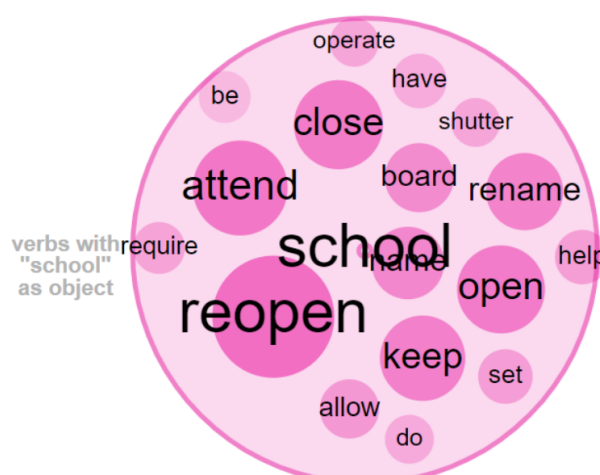 operate
have
be
shutter
close
board
attend
rename
verbs with
"school"
as object
require
school
name
help
open
reopen
keep
set
allow
do